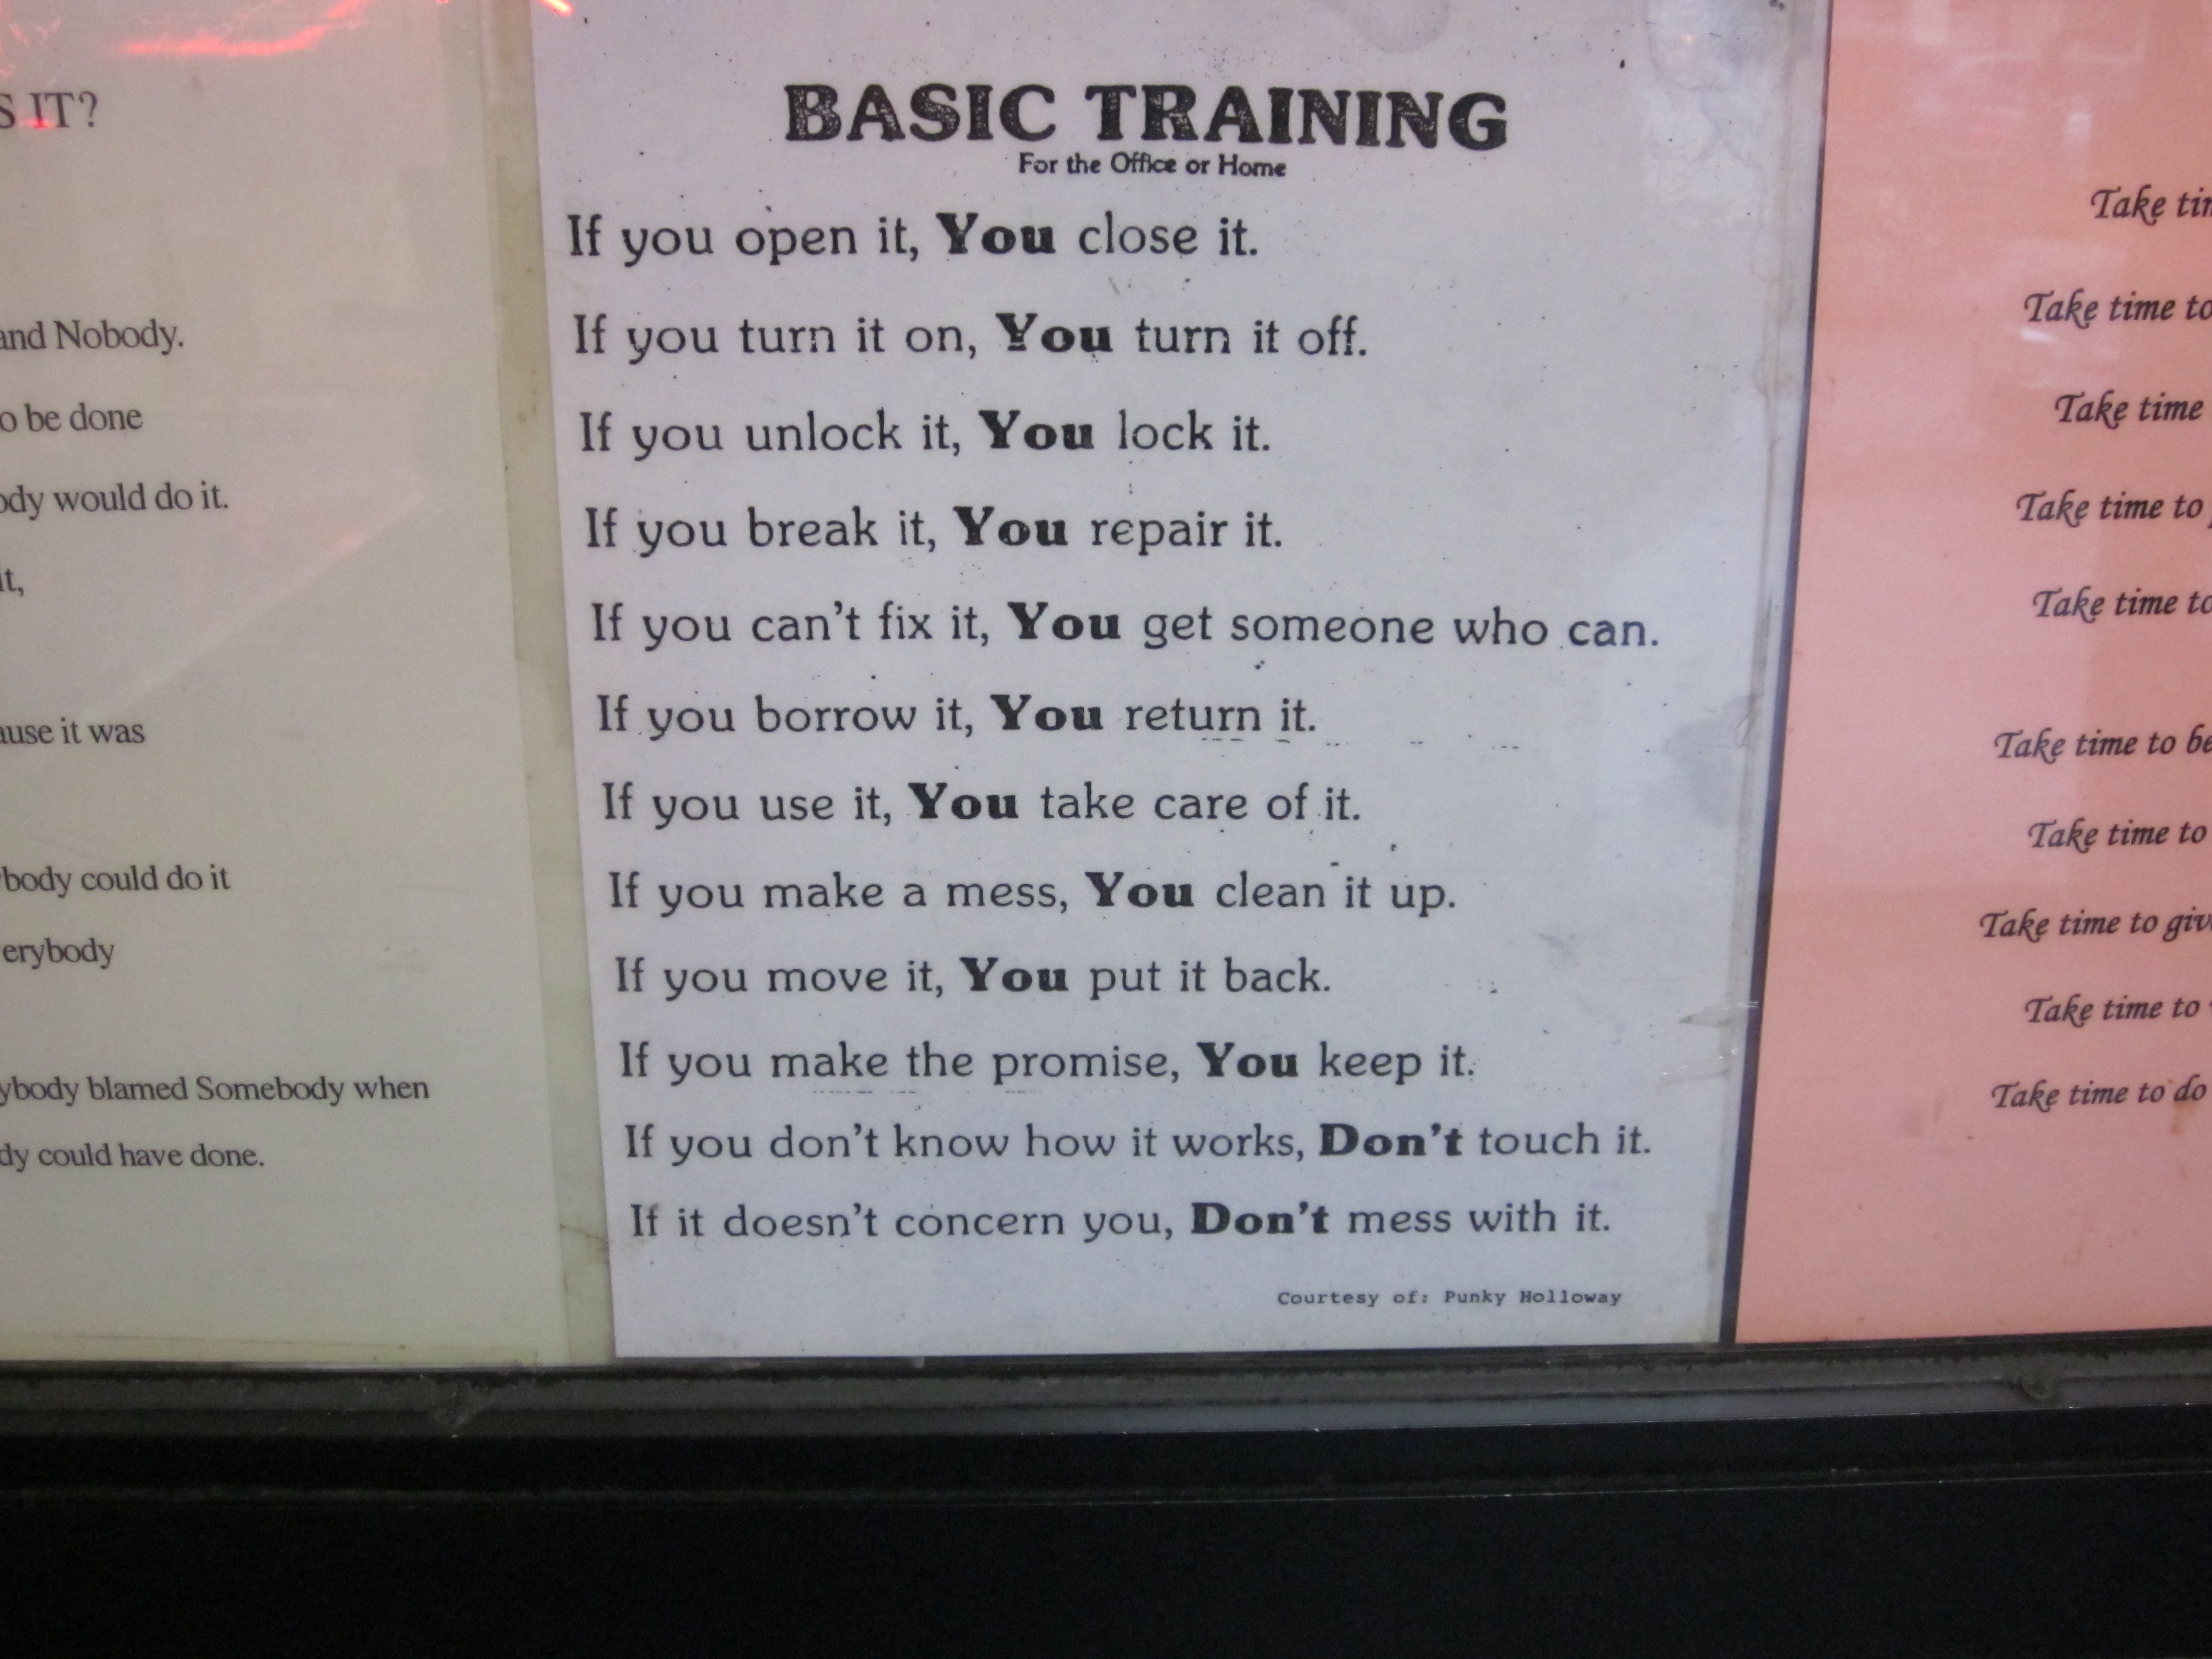 S IT?
and Nobody.
o be done
ody would do it.
it,
ause it was
body could do it
erybody
ybody blamed Somebody when
dy could have done.
BASIC TRAINING
For the Office or Home
If you open it, You close it.
If you turn it on, You turn it off.
If you unlock it, You lock it.
If you break it, You repair it.
If you can't fix it, You get someone who can.
If you borrow it, You return it.
If you use it, You take care of it.
If you make a mess, You clean it up.
If you move it, You put it back.
If you make the promise, You keep it.
If you don't know how it works, Don't touch it.
If it doesn't concern you, Don't mess with it.
Courtesy of: Punky Holloway
Take tim
Take time to
Take time
Take time to
Take time to
Take time to be
Take time to
Take time to giv
Take time to
Take time to do